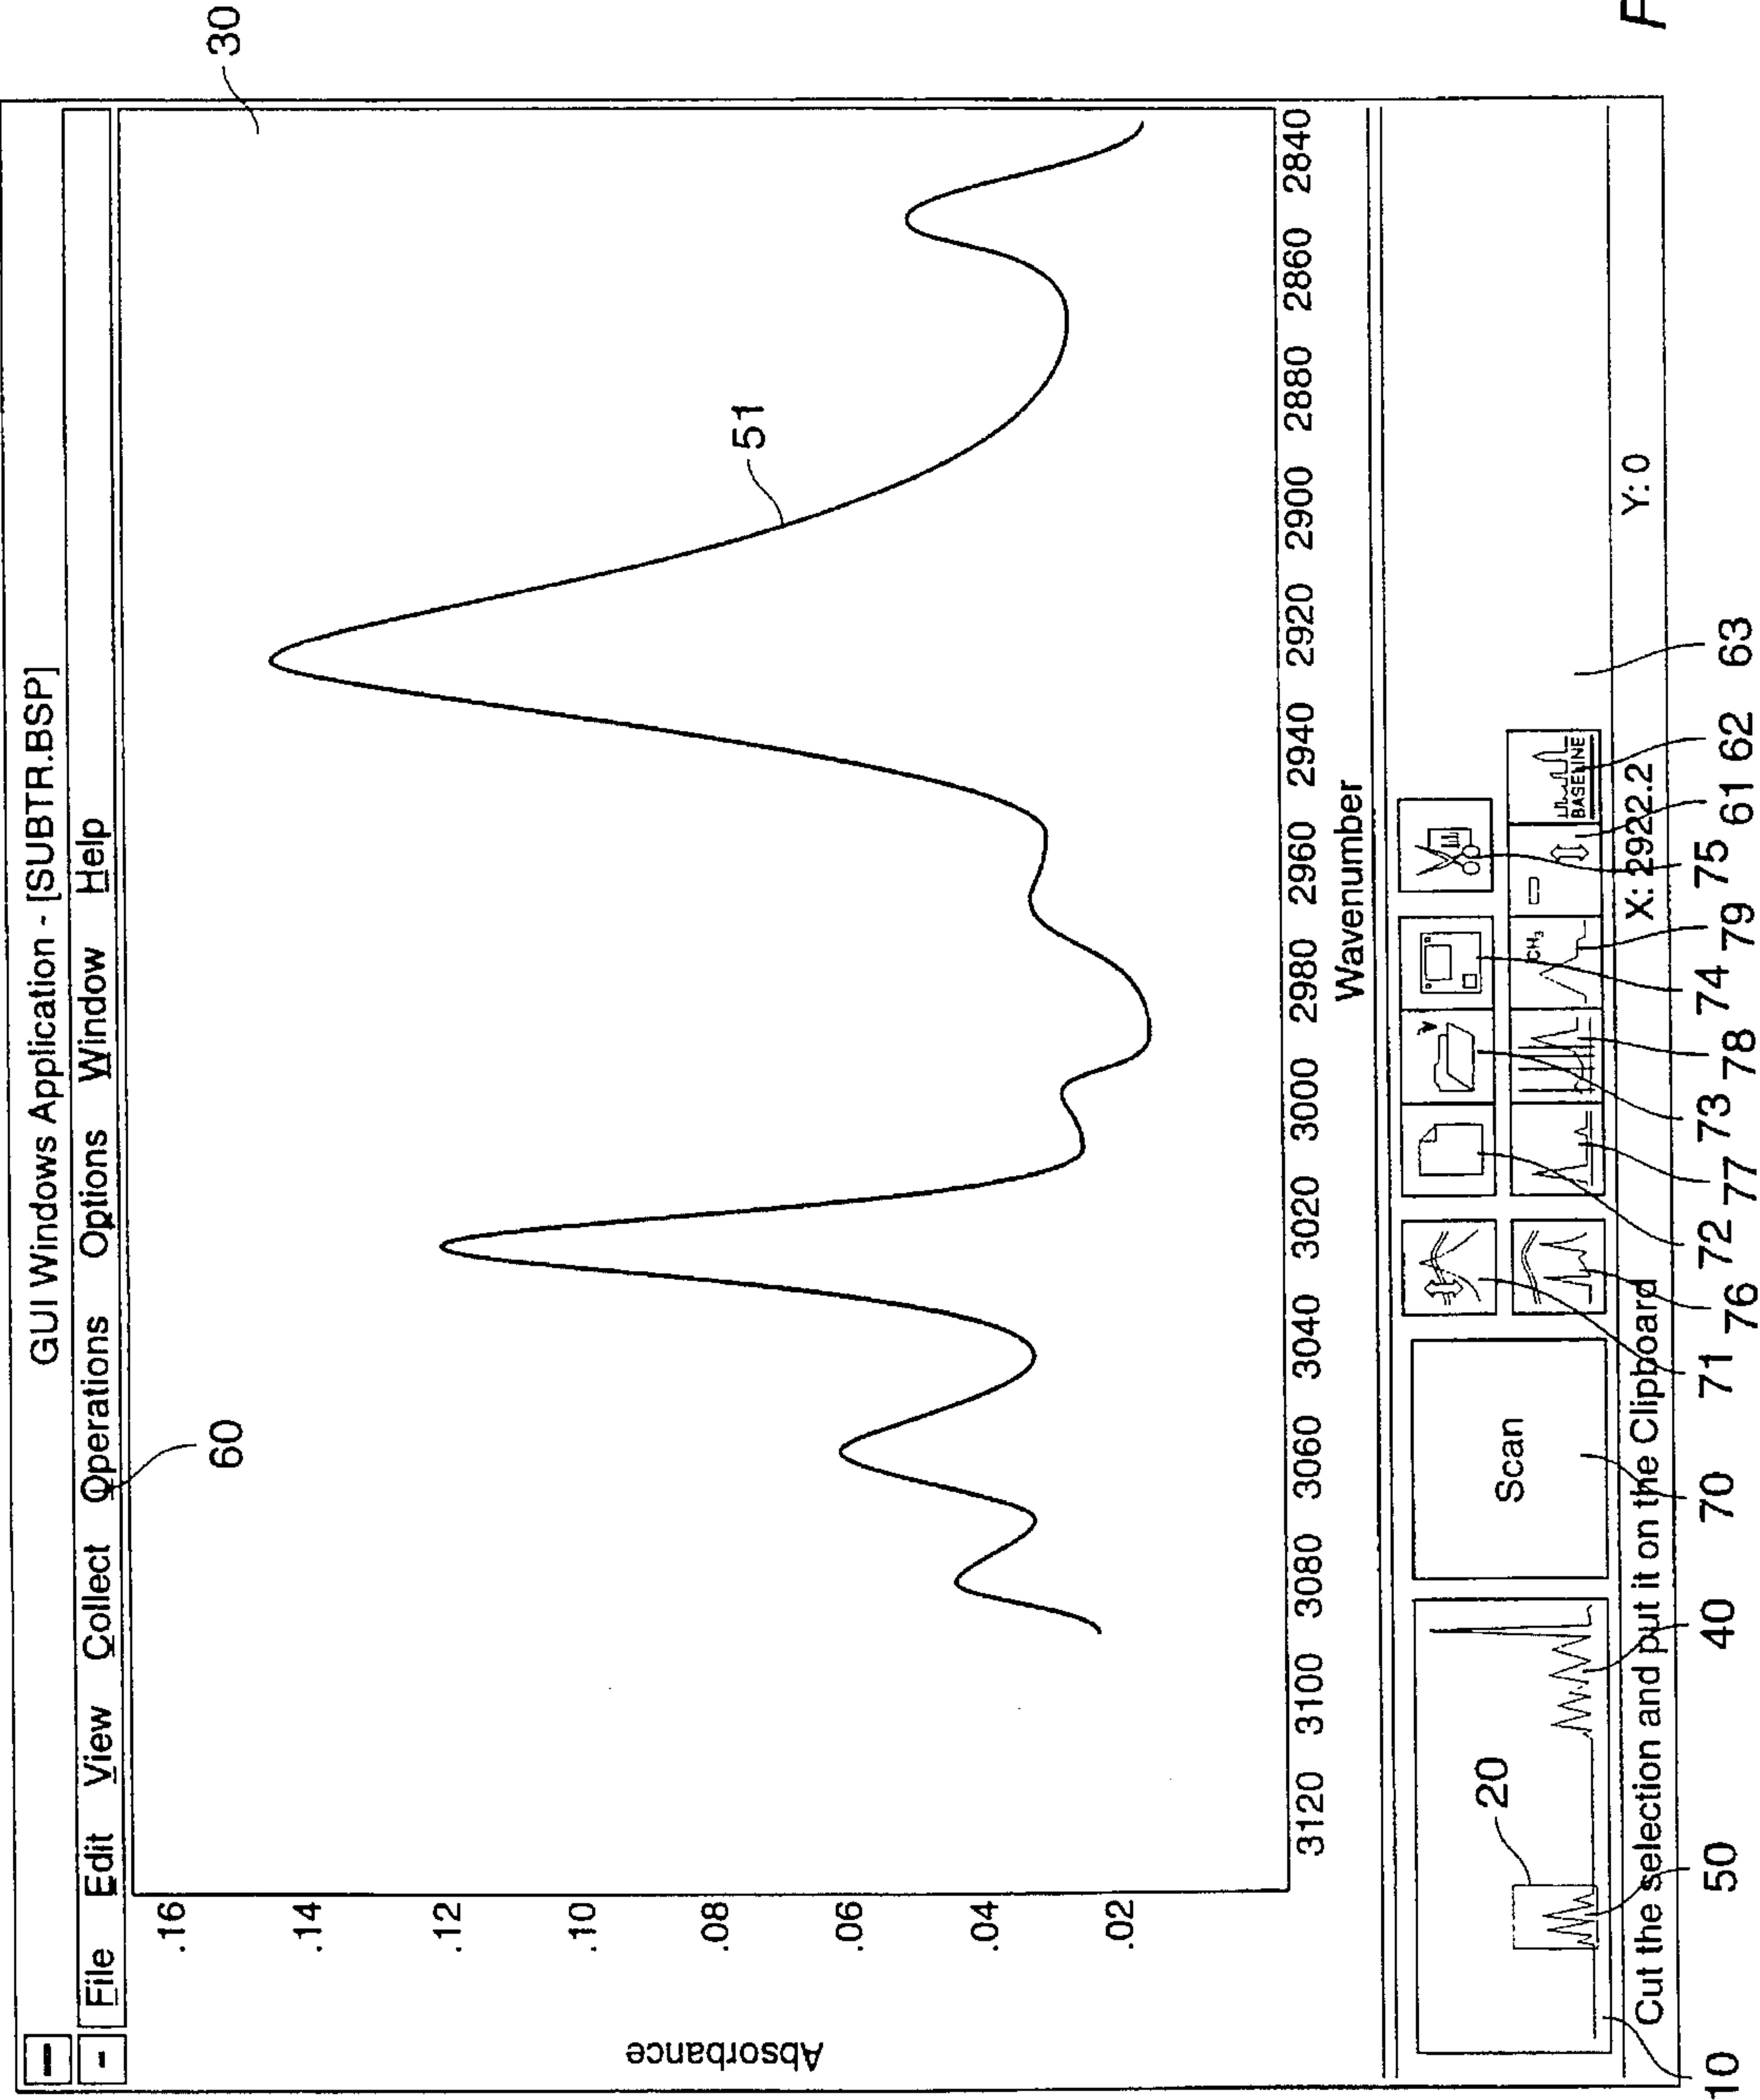 GUI Windows Application - [SUBTR.BSP]
File Edit View Collect Operations Options Window Help
60
30
Absorbance
.16
.14
.12
.10
.08
.06
.04
.02
51
3120 3100 3080 3060 3040 3020 3000 2980 2960 2940 2920 2900 2880 2860 2840
Wavenumber
20
Scan
CH3
BASELINE
Cut the selection and put it on the Clipboard
X: 2922.2
Y: 0
10 50 40 70 71 76 72 77 73 78 74 79 75 61 62 63
F